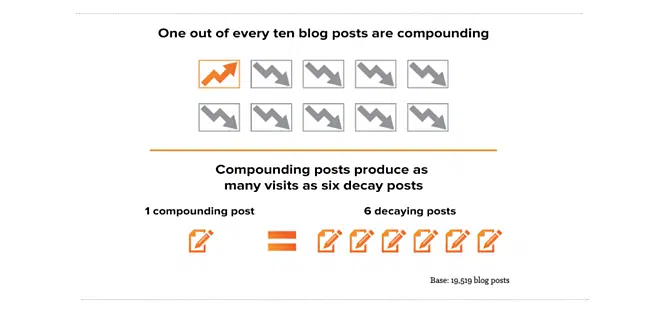 One out of every ten blog posts are compounding
Compounding posts produce as
many visits as six decay posts
1 compounding post
6 decaying posts
Base: 19,519 blog posts